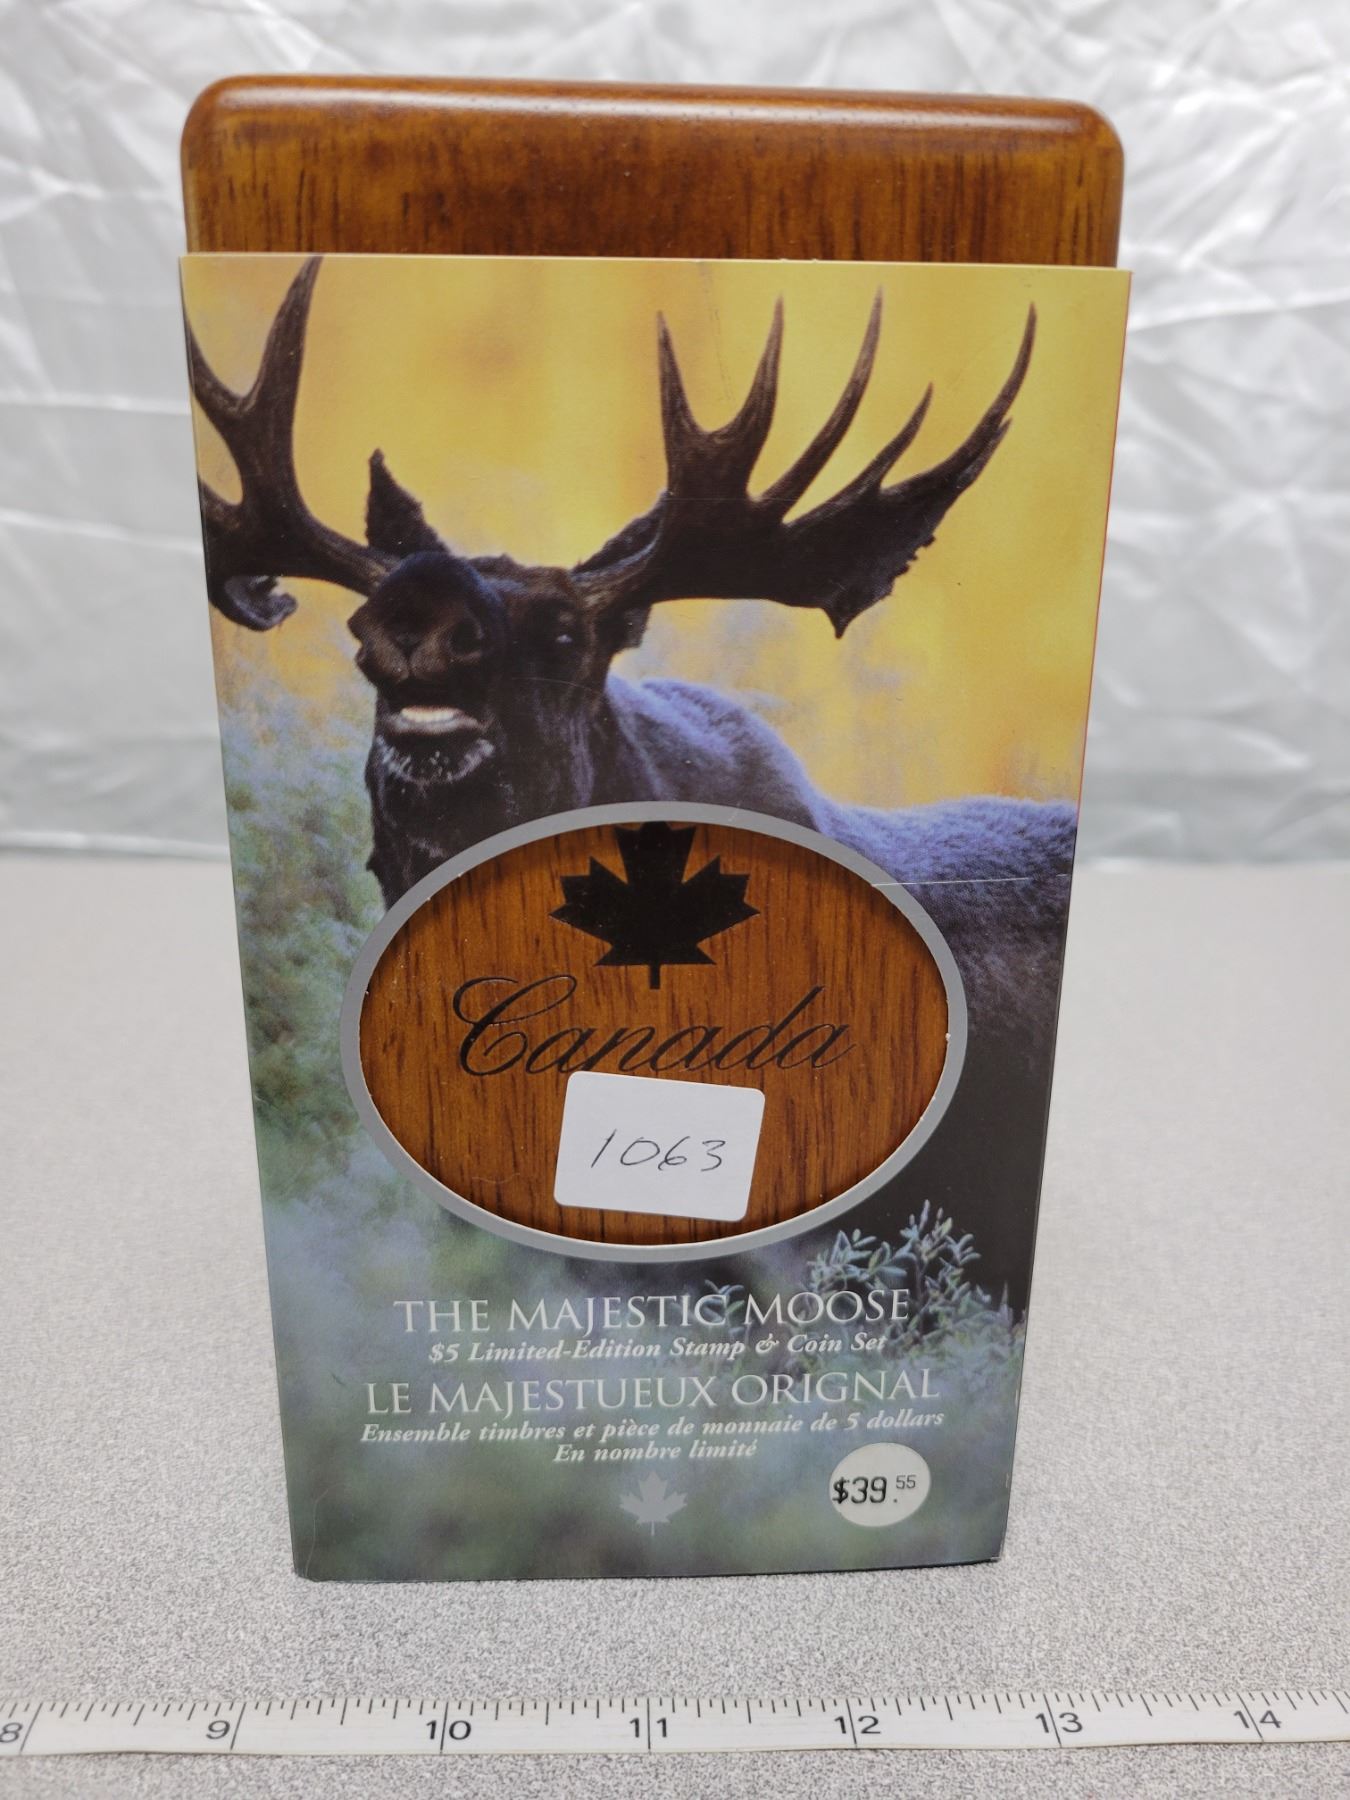 Canada
1063
THE MAJESTIC MOOSE
$5 Limited-Edition Stamp & Coin Set
LE MAJESTUEUX ORIGNAL
Ensemble timbres et pièce de monnaie de 5 dollars
En nombre limité
$39.55
8 9 10 11 12 13 14